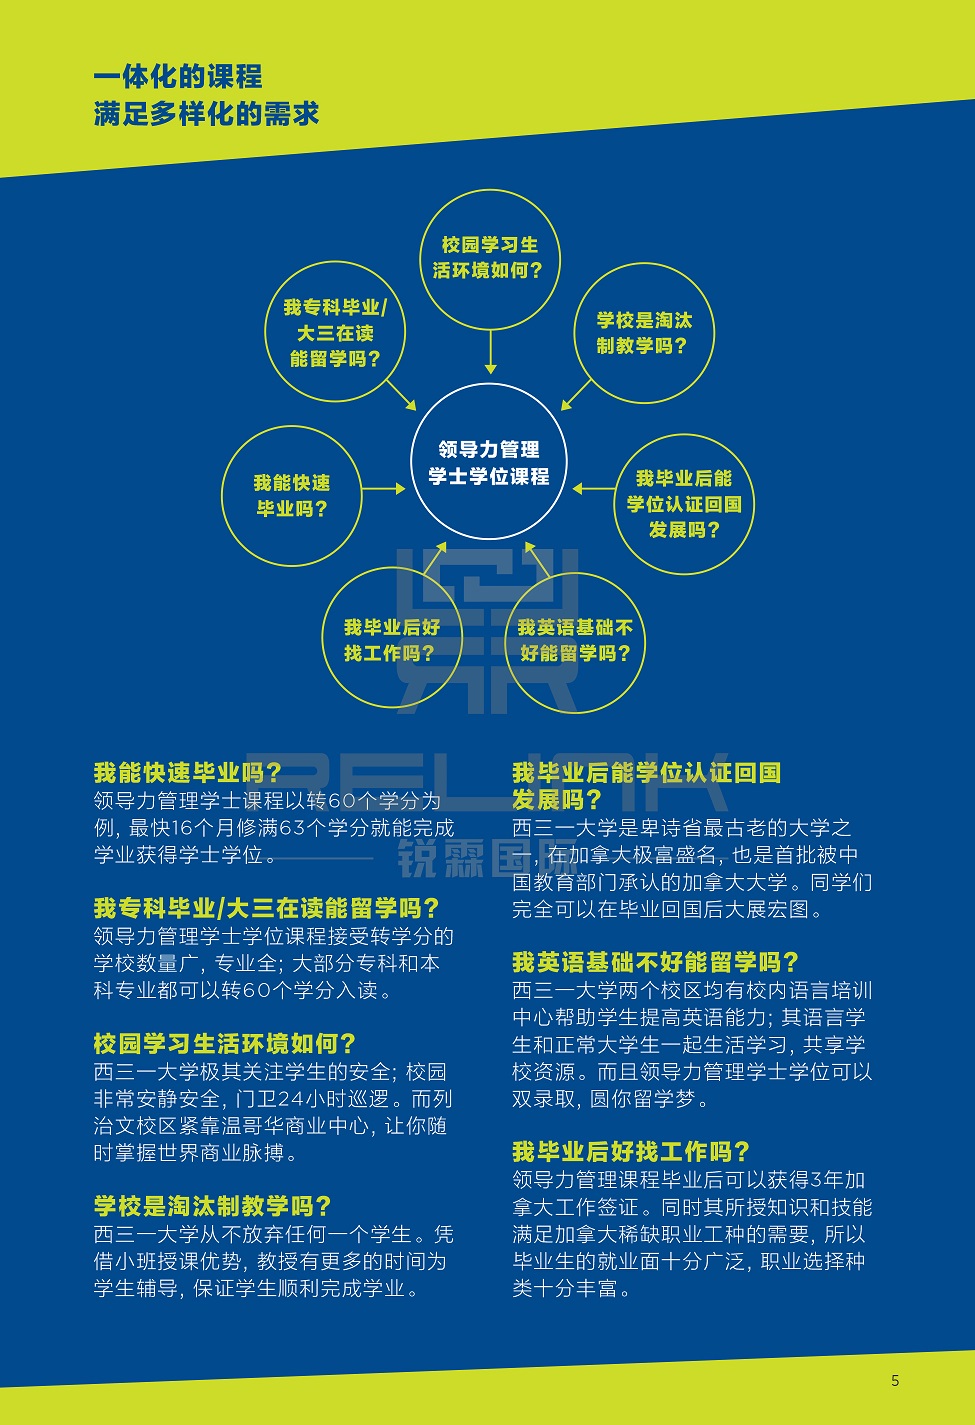 一体化的课程
满足多样化的需求
校园学习生
活环境如何?
我专科毕业/
大三在读
能留学吗?
学校是淘汰
制教学吗?
领导力管理
学士学位课程
我能快速
毕业吗?
我毕业后能
学位认证回国
发展吗?
我毕业后好
找工作吗?
我英语基础不
好能留学吗?
我能快速毕业吗?
领导力管理学士课程以转60个学分为
例, 最快16个月修满63个学分就能完成
学业获得学士学位。
我专科毕业/大三在读能留学吗?
领导力管理学士学位课程接受转学分的
学校数量广, 专业全; 大部分专科和本
科专业都可以转60个学分入读。
校园学习生活环境如何?
西三一大学极其关注学生的安全; 校园
非常安静安全, 门卫24小时巡逻。而列
治文校区紧靠温哥华商业中心, 让你随
时掌握世界商业脉搏。
学校是淘汰制教学吗?
西三一大学从不放弃任何一个学生。凭
借小班授课优势, 教授有更多的时间为
学生辅导, 保证学生顺利完成学业。
我毕业后能学位认证回国
发展吗?
西三一大学是卑诗省最古老的大学之
一, 在加拿大极富盛名, 也是首批被中
国教育部门承认的加拿大大学。同学们
完全可以在毕业回国后大展宏图。
我英语基础不好能留学吗?
西三一大学两个校区均有校内语言培训
中心帮助学生提高英语能力; 其语言学
生和正常大学生一起生活学习, 共享学
校资源。而且领导力管理学士学位可以
双录取, 圆你留学梦。
我毕业后好找工作吗?
领导力管理课程毕业后可以获得3年加
拿大工作签证。同时其所授知识和技能
满足加拿大稀缺职业工种的需要, 所以
毕业生的就业面十分广泛, 职业选择种
类十分丰富。
RELINK
锐霖国际
5